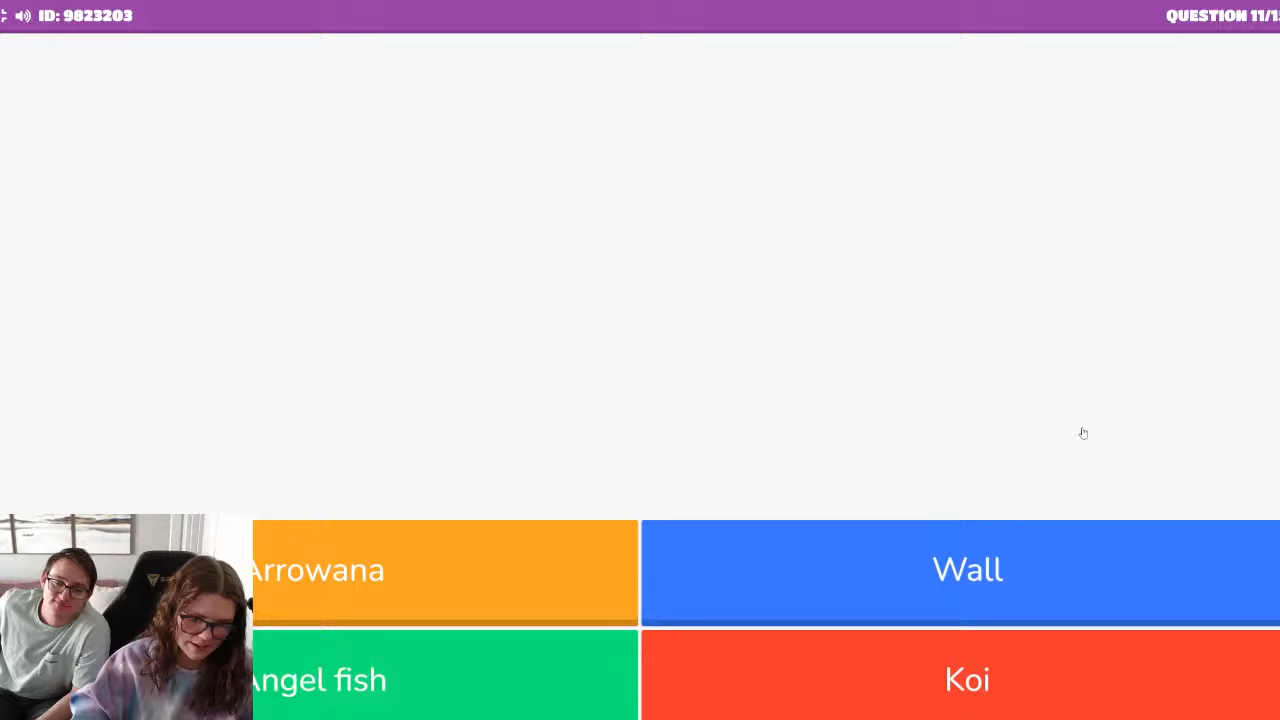 ID: 9823203
QUESTION 11/1
Arrowana
Wall
Angel fish
Koi